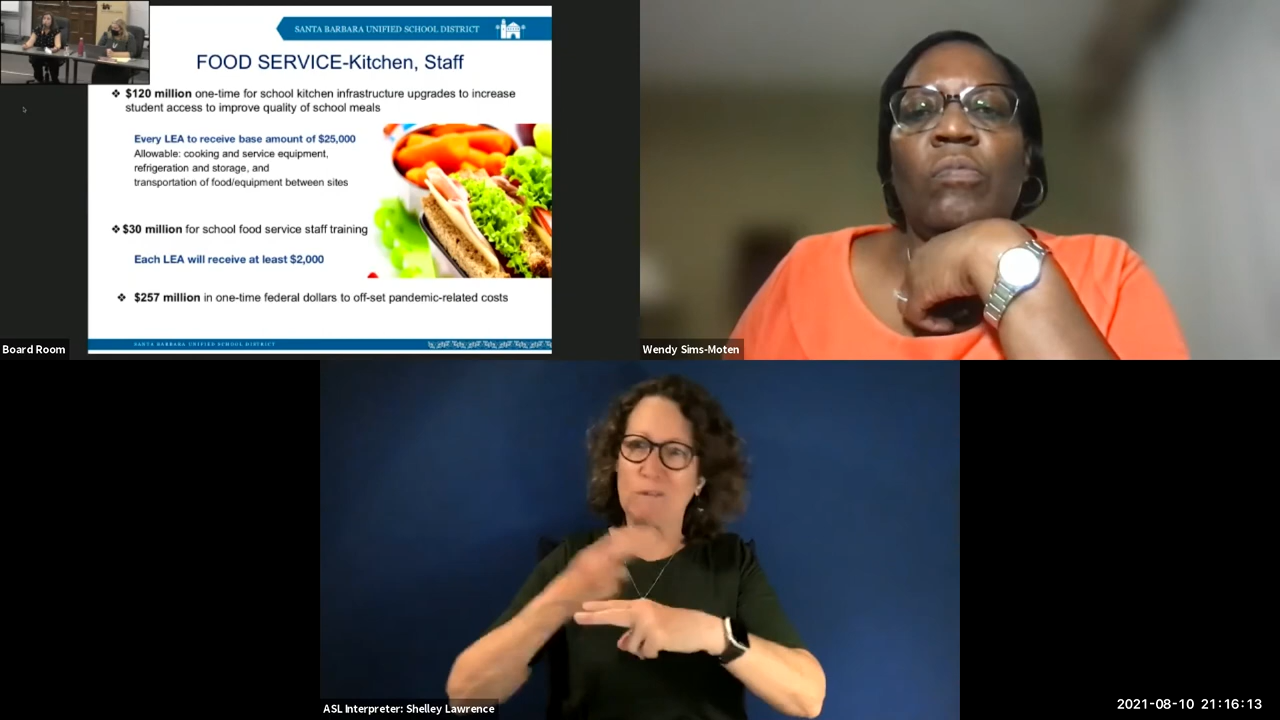 SANTA BARBARA UNIFIED SCHOOL DISTRICT
FOOD SERVICE-Kitchen, Staff
❖ $120 million one-time for school kitchen infrastructure upgrades to increase
student access to improve quality of school meals
Every LEA to receive base amount of $25,000
Allowable: cooking and service equipment,
refrigeration and storage, and
transportation of food/equipment between sites
❖ $30 million for school food service staff training
Each LEA will receive at least $2,000
❖ $257 million in one-time federal dollars to off-set pandemic-related costs
SANTA BARBARA UNIFIED SCHOOL DISTRICT
Board Room
Wendy Sims-Moten
ASL Interpreter: Shelley Lawrence
2021-08-10 21:16:13